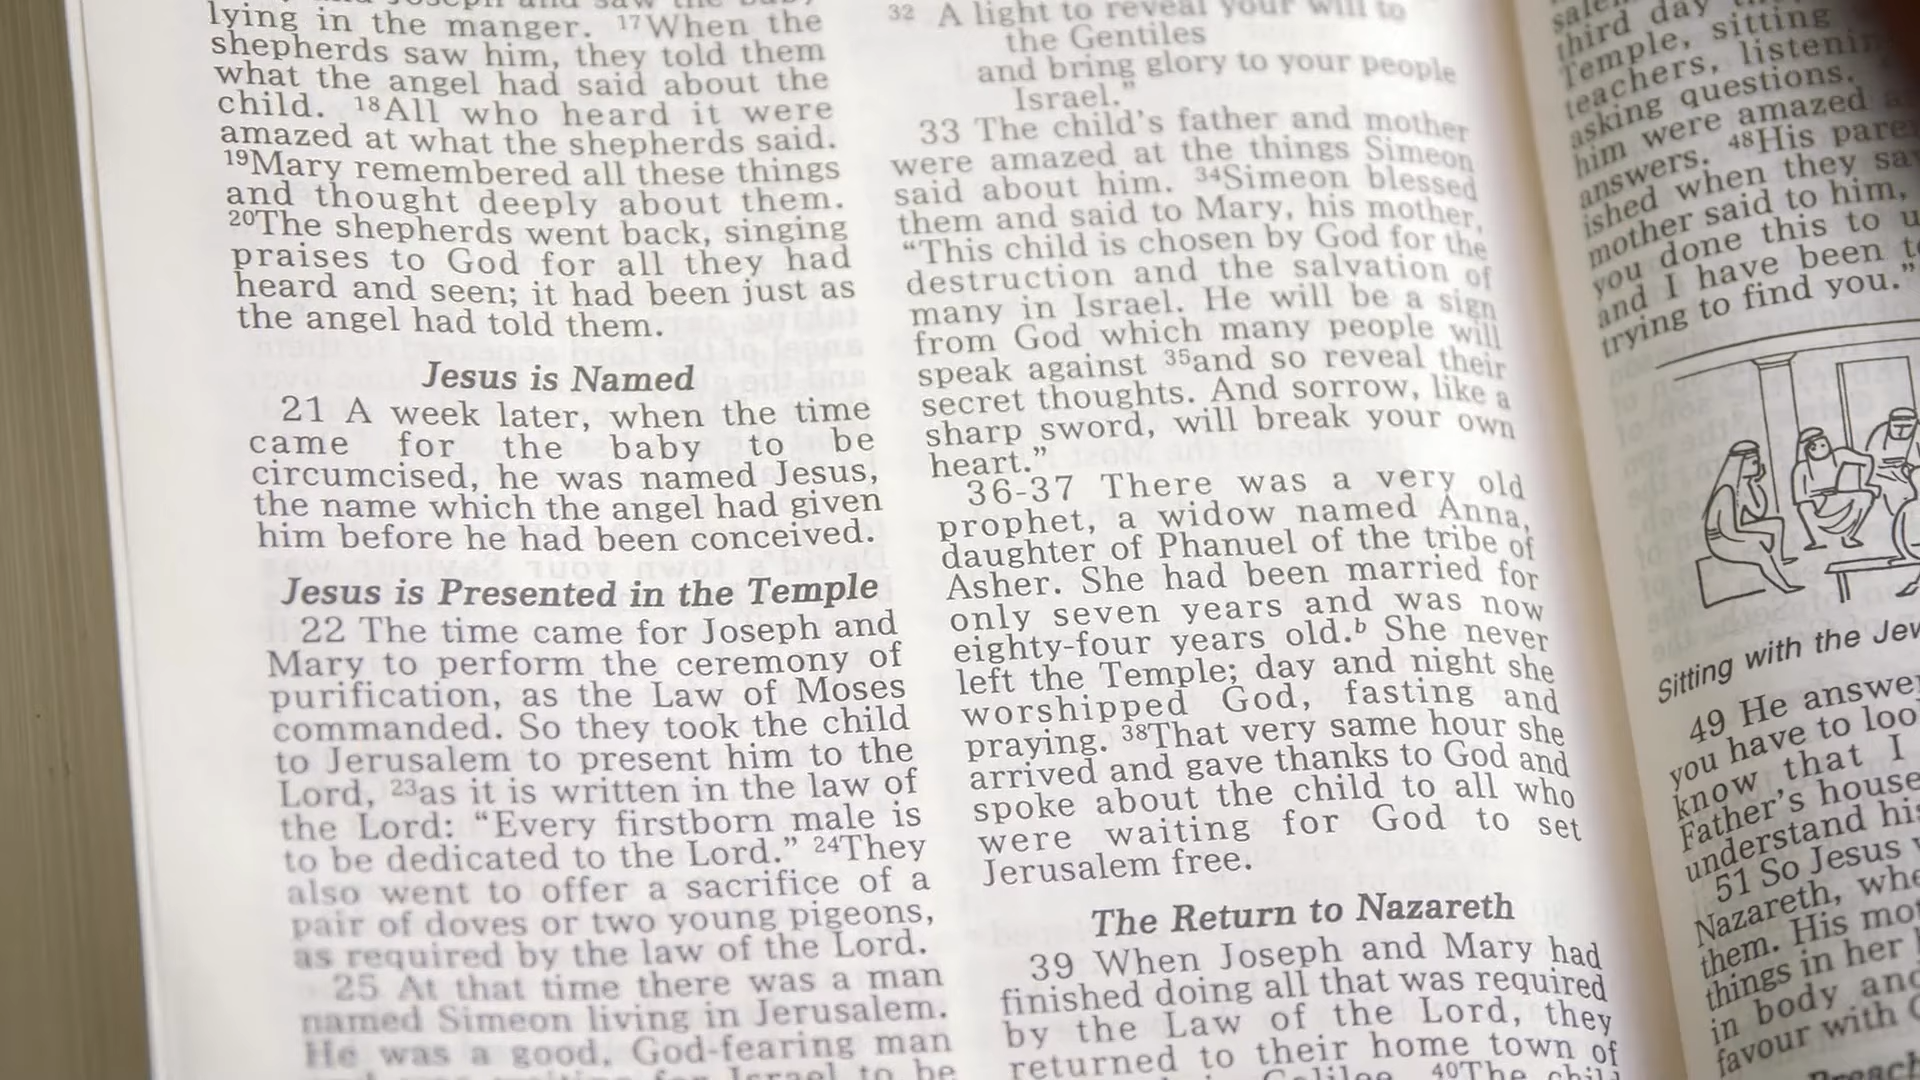 lying in the manger. 17When the
shepherds saw him, they told them
what the angel had said about the
child. 18All who heard it were
amazed at what the shepherds said.
19Mary remembered all these things
and thought deeply about them.
20The shepherds went back, singing
praises to God for all they had
heard and seen; it had been just as
the angel had told them.
Jesus is Named
21 A week later, when the time
came for the baby to be
circumcised, he was named Jesus,
the name which the angel had given
him before he had been conceived.
Jesus is Presented in the Temple
22 The time came for Joseph and
Mary to perform the ceremony of
purification, as the Law of Moses
commanded. So they took the child
to Jerusalem to present him to the
Lord, 23as it is written in the law of
the Lord: “Every firstborn male is
to be dedicated to the Lord.” 24They
also went to offer a sacrifice of a
pair of doves or two young pigeons,
as required by the law of the Lord.
25 At that time there was a man
named Simeon living in Jerusalem.
He was a good, God-fearing man
32 A light to reveal your will to
the Gentiles
and bring glory to your people
Israel.”
33 The child’s father and mother
were amazed at the things Simeon
said about him. 34Simeon blessed
them and said to Mary, his mother,
“This child is chosen by God for the
destruction and the salvation of
many in Israel. He will be a sign
from God which many people will
speak against 35and so reveal their
secret thoughts. And sorrow, like a
sharp sword, will break your own
heart.”
36-37 There was a very old
prophet, a widow named Anna,
daughter of Phanuel of the tribe of
Asher. She had been married for
only seven years and was now
eighty-four years old.b She never
left the Temple; day and night she
worshipped God, fasting and
praying. 38That very same hour she
arrived and gave thanks to God and
spoke about the child to all who
were waiting for God to set
Jerusalem free.
The Return to Nazareth
39 When Joseph and Mary had
finished doing all that was required
by the Law of the Lord, they
returned to their home town of
40The child
third day
Temple, sitting
teachers,
asking questions.
him were amazed
answers. 48His
ished when they
mother said to him,
you done this to
and I have been
trying to find you.”
Sitting with the
49 He
you have to
know that I
Father’s house
understand
51 So Jesus
Nazareth,
them. His
things in her
in body and
favour with